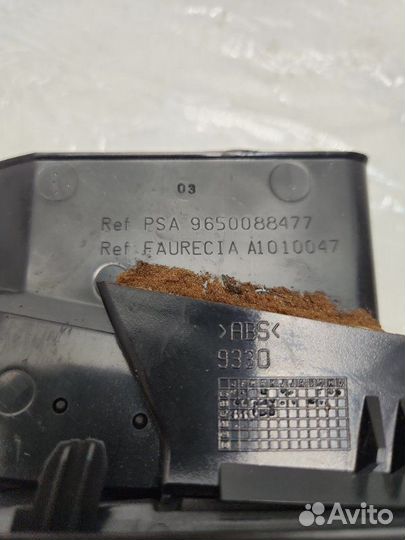 03
Ref PSA 9650088477
Ref FAURECIA A1010047
>ABS<
9330
Avito